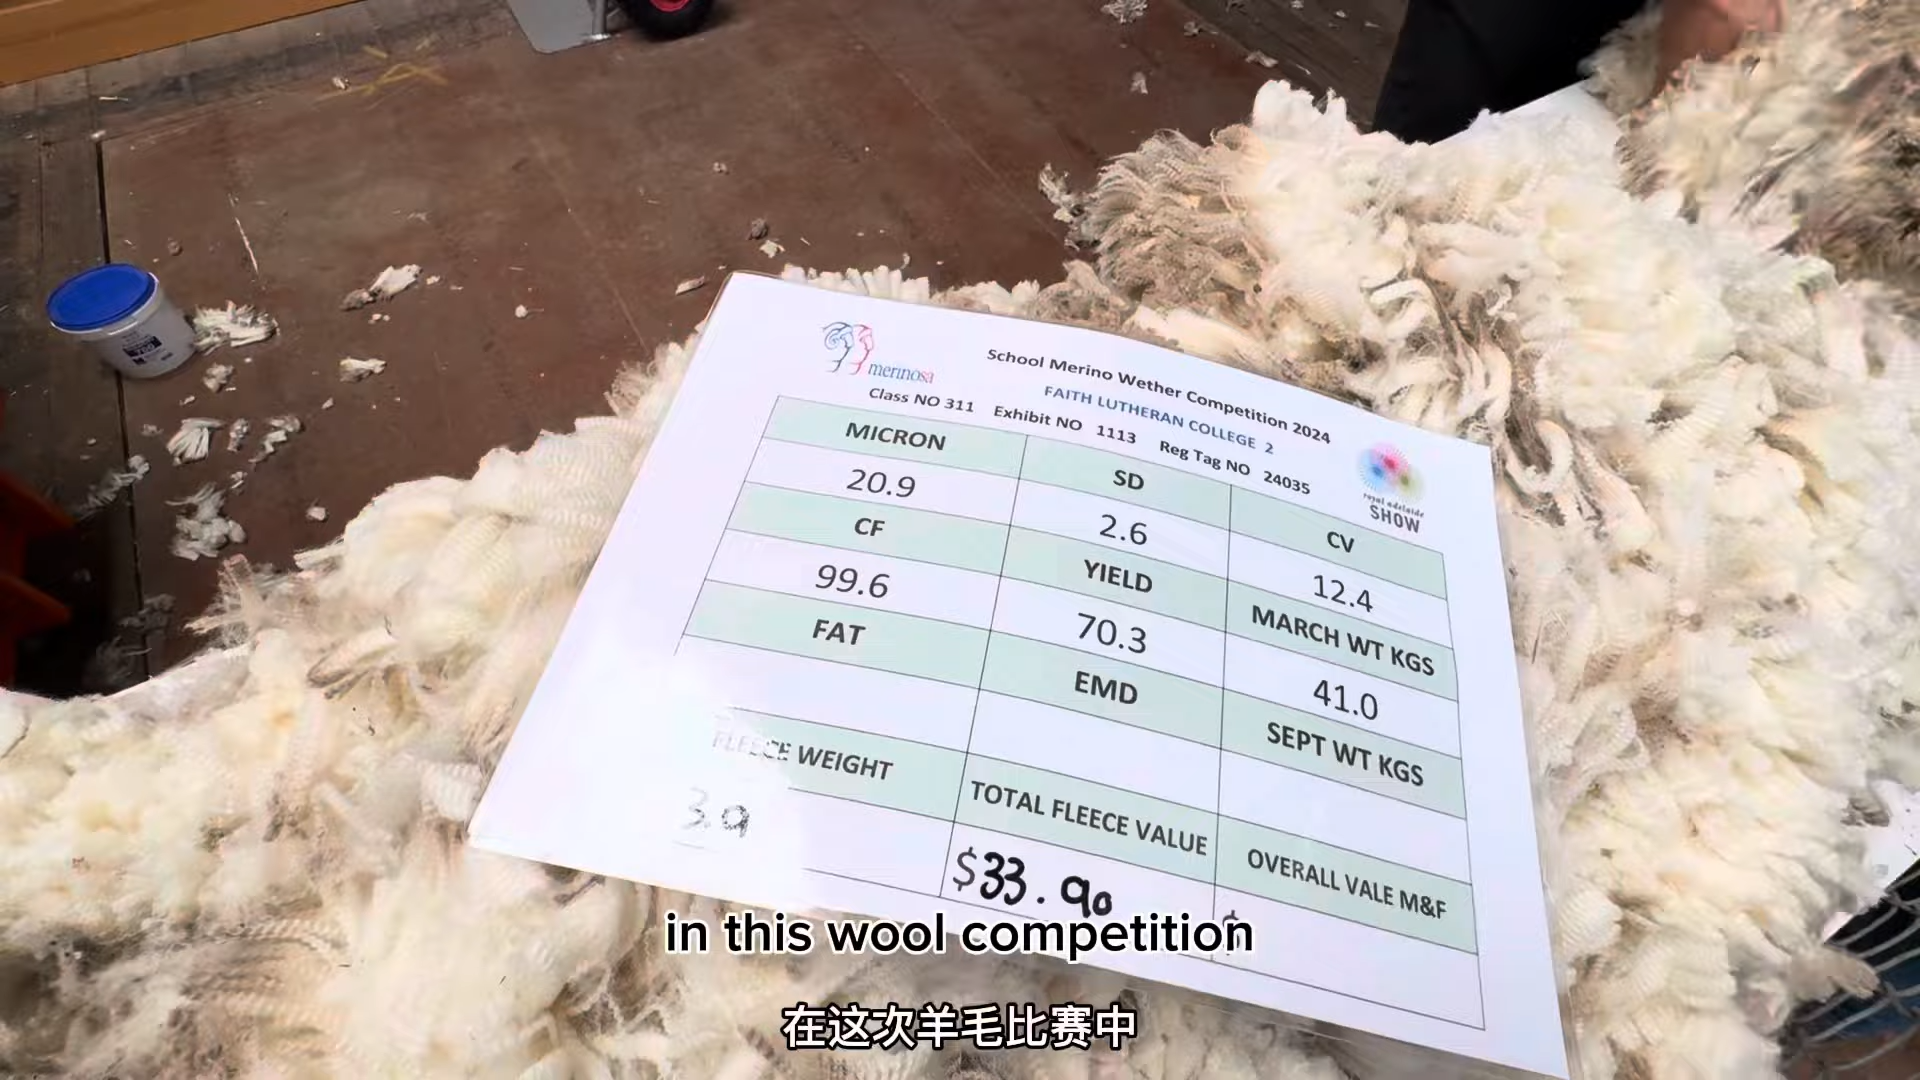 merinosa
School Merino Wether Competition 2024
FAITH LUTHERAN COLLEGE 2
Class NO 311 Exhibit NO 1113 Reg Tag NO 24035
royal adelaide
SHOW
MICRON SD CV
20.9 2.6 12.4
CF YIELD MARCH WT KGS
99.6 70.3 41.0
FAT EMD SEPT WT KGS
FLEECE WEIGHT TOTAL FLEECE VALUE OVERALL VALE M&F
3.9 $33.90 $
in this wool competition
在这次羊毛比赛中